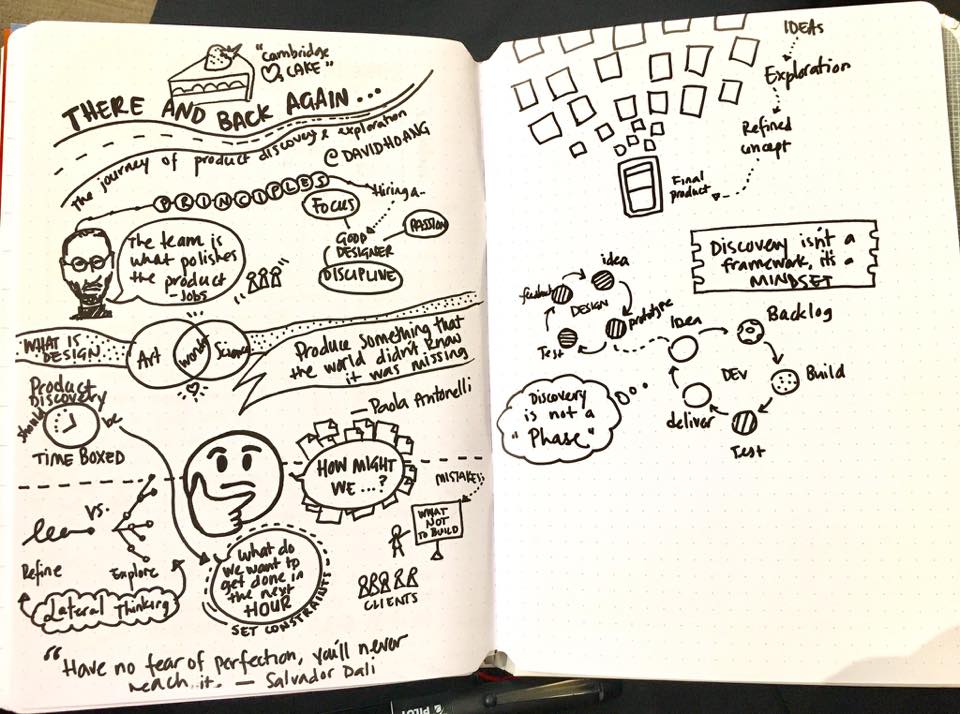 "Cambridge
CAKE"
THERE AND BACK AGAIN...
The journey of product discovery & exploration
@DAVIDHOANG
PRINCIPLES
Hiring a...
FOCUS
PASSION
GOOD
DESIGNER
DISCIPLINE
The team is
what polishes
the product
- JOBS
WHAT IS
DESIGN
Art
works
Science
Produce something that
the world didn't know
it was missing
- Paola Antonelli
Product
Discovery
should be
TIME BOXED
HOW MIGHT
WE...?
MISTAKES
WHAT
NOT
TO BUILD
CLIENTS
VS.
Refine
Explore
Lateral Thinking
What do
we want to
get done in
the next
HOUR
SET CONSTRAINTS
"Have no fear of perfection, you'll never
reach it. - Salvador Dali
IDEAs
Exploration
Refined
concept
Final
product
Discovery isn't a
framework, it's a
MINDSET
idea
feedback
DESIGN
prototype
Test
Idea
Backlog
DEV
Build
deliver
Test
Discovery
is not a
"Phase"
PILOT